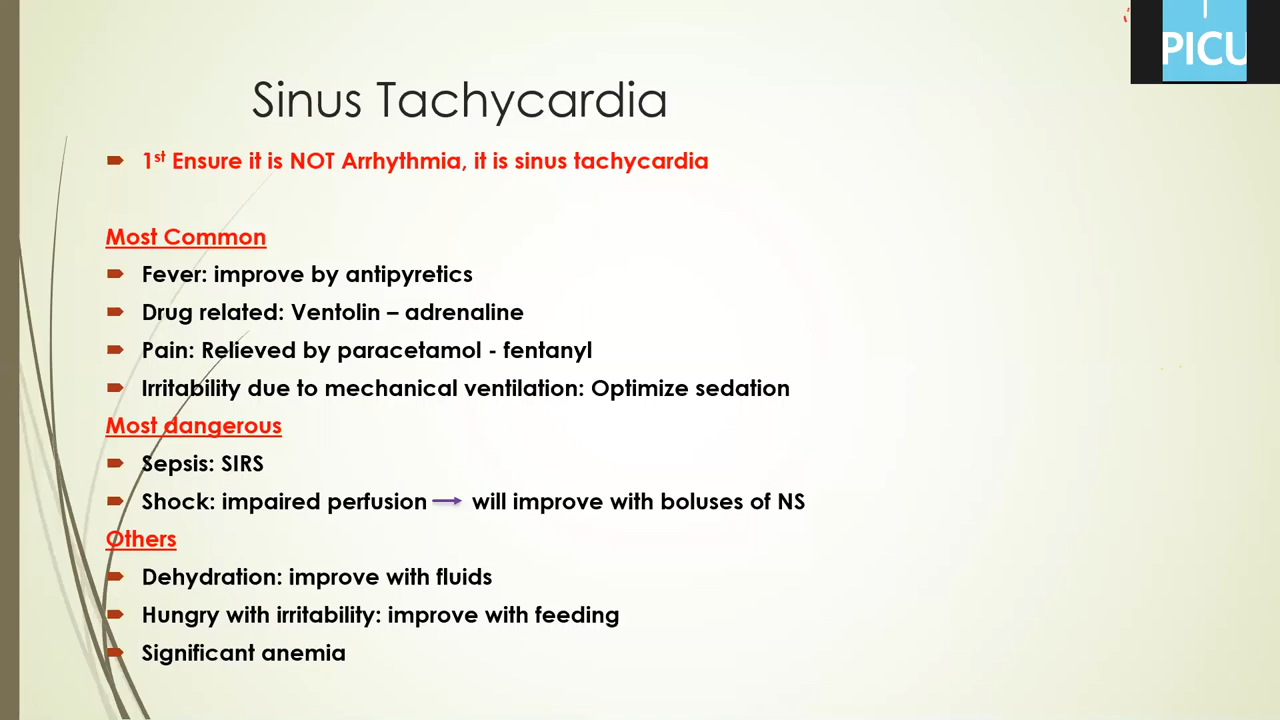 PICU
Sinus Tachycardia
1st Ensure it is NOT Arrhythmia, it is sinus tachycardia
Most Common
Fever: improve by antipyretics
Drug related: Ventolin – adrenaline
Pain: Relieved by paracetamol - fentanyl
Irritability due to mechanical ventilation: Optimize sedation
Most dangerous
Sepsis: SIRS
Shock: impaired perfusion → will improve with boluses of NS
Others
Dehydration: improve with fluids
Hungry with irritability: improve with feeding
Significant anemia